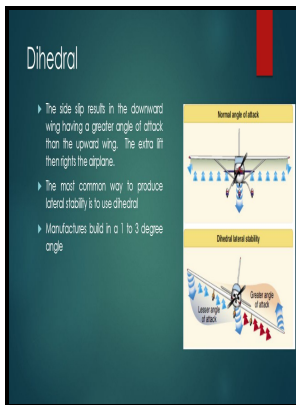 Dihedral
The side slip results in the downward
wing having a greater angle of attack
than the upward wing. The extra lift
then rights the airplane.
The most common way to produce
lateral stability is to use dihedral
Manufactures build in a 1 to 3 degree
angle
Normal angle of attack
Dihedral lateral stability
Lesser angle
of attack
Greater angle
of attack